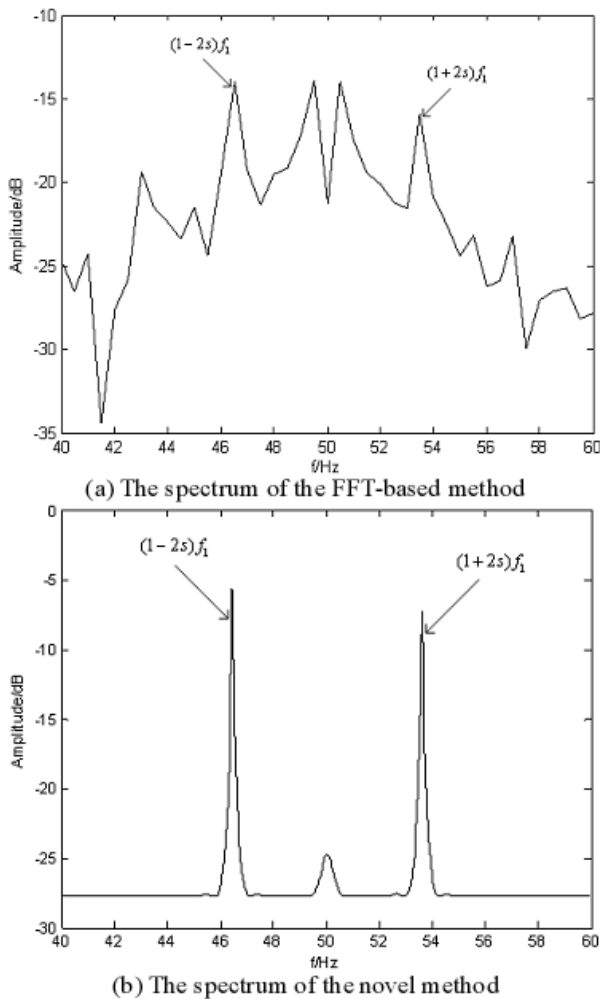 -10
(1− 2s)f₁
(1+2s)f₁
-15
-20
Amplitude/dB
-25
-30
-35
40 42 44 46 48 50 52 54 56 58 60
f/Hz
(a) The spectrum of the FFT-based method
0
(1− 2s)f₁
(1+2s)f₁
-5
-10
-15
Amplitude/dB
-20
-25
-30
40 42 44 46 48 50 52 54 56 58 60
f/Hz
(b) The spectrum of the novel method